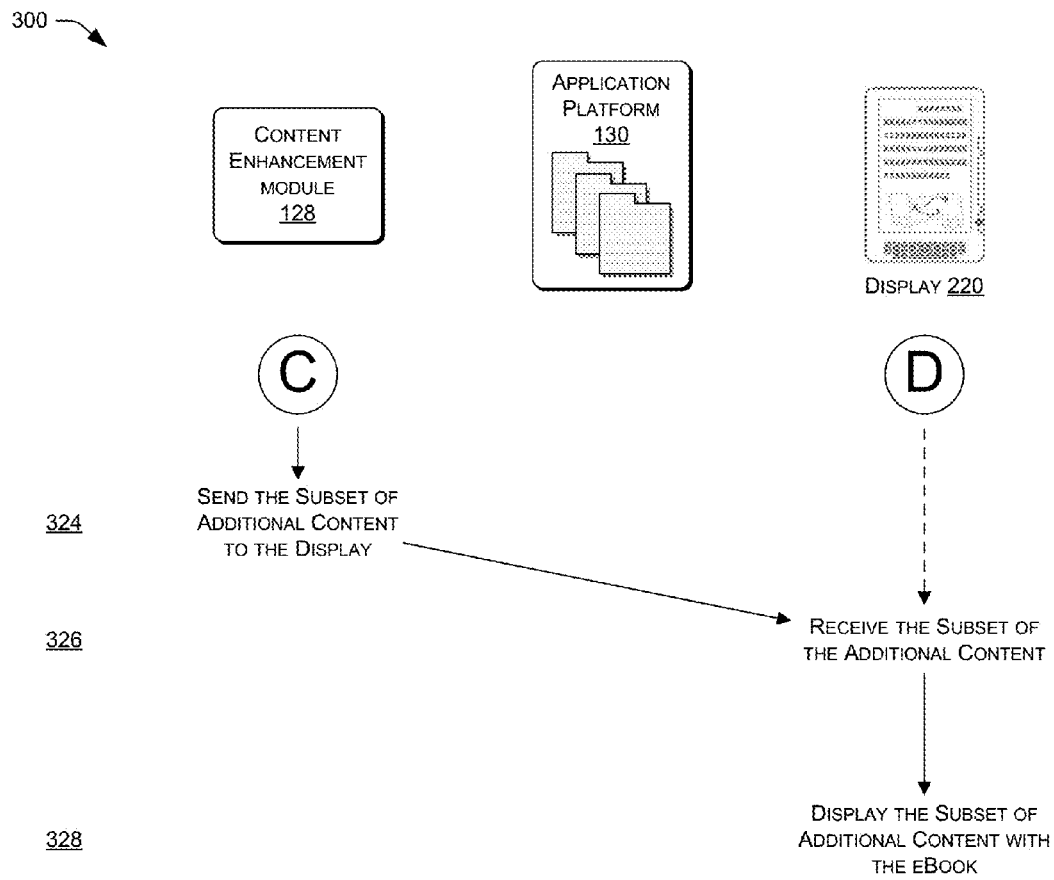 300
APPLICATION
PLATFORM
130
CONTENT
ENHANCEMENT
MODULE
128
DISPLAY 220
C
D
324
SEND THE SUBSET OF
ADDITIONAL CONTENT
TO THE DISPLAY
326
RECEIVE THE SUBSET OF
THE ADDITIONAL CONTENT
328
DISPLAY THE SUBSET OF
ADDITIONAL CONTENT WITH
THE EBOOK